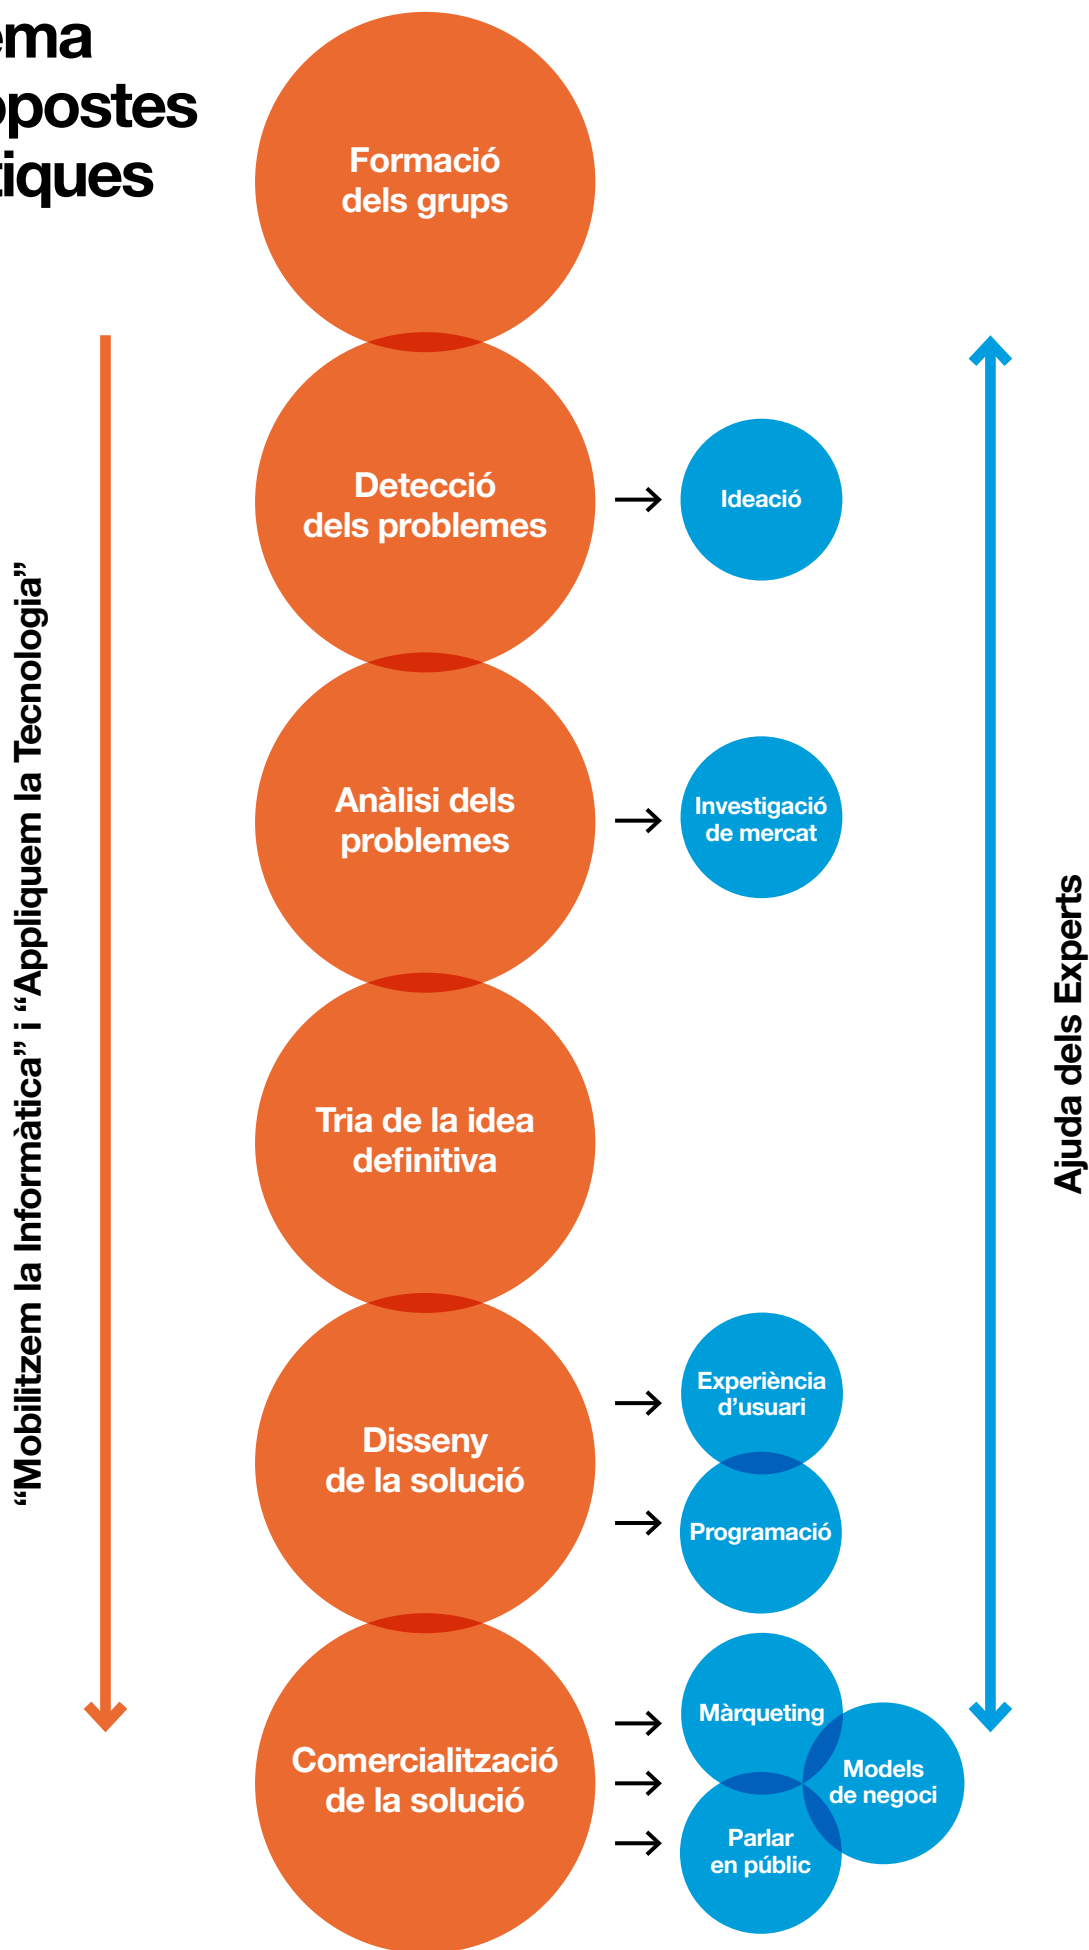 ema
opostes
tiques
Formació
dels grups
Detecció
dels problemes
Ideació
Anàlisi dels
problemes
Investigació
de mercat
Tria de la idea
definitiva
Disseny
de la solució
Experiència
d’usuari
Programació
Comercialització
de la solució
Màrqueting
Models
de negoci
Parlar
en públic
“Mobilitzem la Informàtica” i “Appliquem la Tecnologia”
Ajuda dels Experts